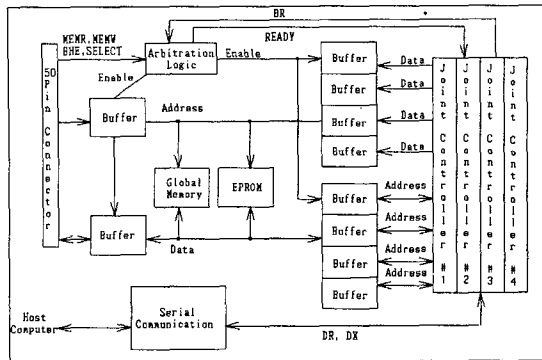 BR
MEMR, MEMW
BHE, SELECT
READY
Arbitration
Logic
Enable
Enable
50
Pin Connector
Buffer
Address
Buffer
Data
Buffer
Data
Buffer
Data
Buffer
Data
Global
Memory
EPROM
Buffer
Data
Buffer
Address
Buffer
Address
Buffer
Address
Buffer
Address
Joint Controller #1
Joint Controller #2
Joint Controller #3
Joint Controller #4
Host
Computer
Serial
Communication
DR, DX